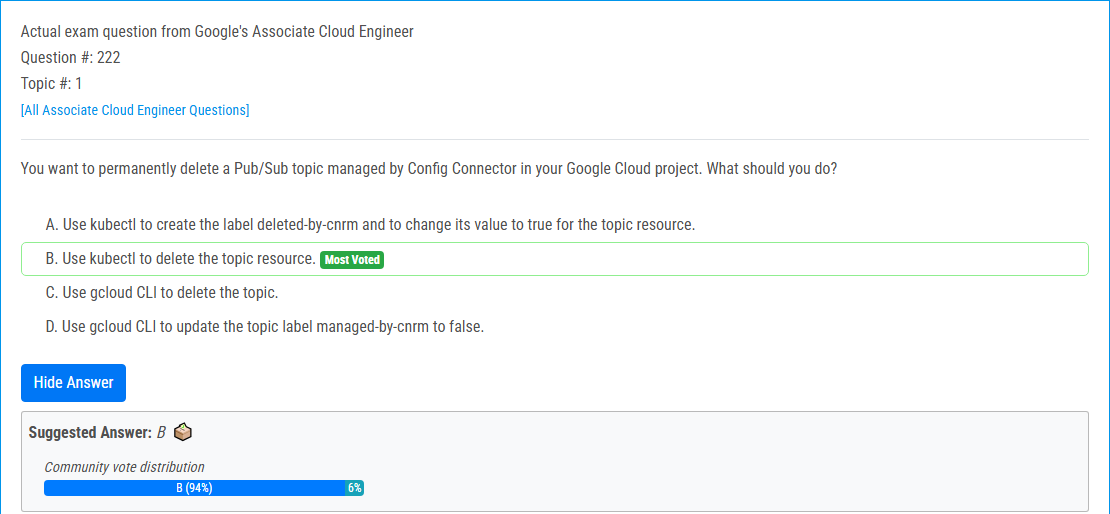 Actual exam question from Google's Associate Cloud Engineer
Question #: 222
Topic #: 1
[All Associate Cloud Engineer Questions]
You want to permanently delete a Pub/Sub topic managed by Config Connector in your Google Cloud project. What should you do?
A. Use kubectl to create the label deleted-by-cnrm and to change its value to true for the topic resource.
B. Use kubectl to delete the topic resource. Most Voted
C. Use gcloud CLI to delete the topic.
D. Use gcloud CLI to update the topic label managed-by-cnrm to false.
Hide Answer
Suggested Answer: B
Community vote distribution
B (94%) 6%